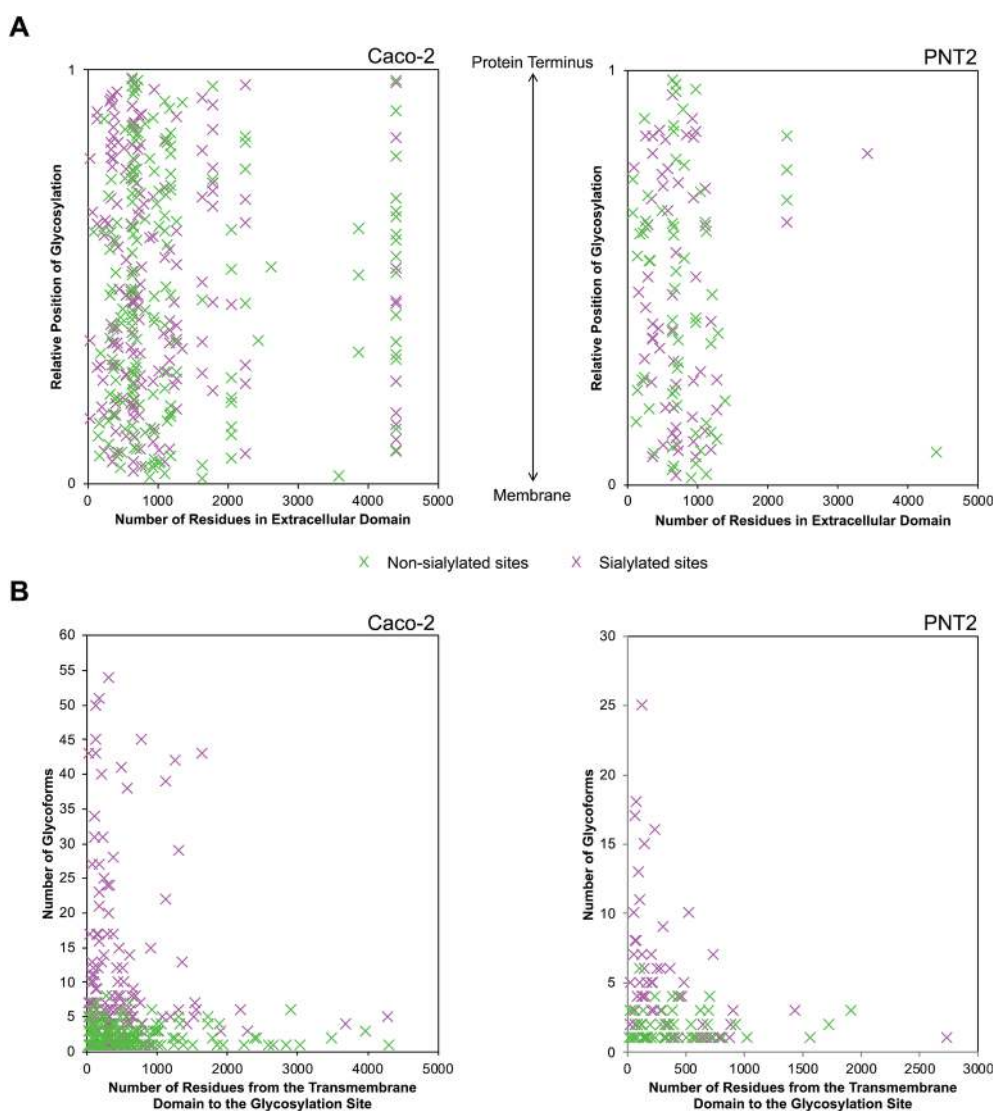 A
Caco-2
PNT2
Protein Terminus
Membrane
1
0
Relative Position of Glycosylation
0 1000 2000 3000 4000 5000
Number of Residues in Extracellular Domain
1
0
Relative Position of Glycosylation
0 1000 2000 3000 4000 5000
Number of Residues in Extracellular Domain
Non-sialylated sites
Sialylated sites
B
Caco-2
60
55
50
45
40
35
30
25
20
15
10
5
0
Number of Glycoforms
0 1000 2000 3000 4000 5000
Number of Residues from the Transmembrane
Domain to the Glycosylation Site
PNT2
30
25
20
15
10
5
0
Number of Glycoforms
0 500 1000 1500 2000 2500 3000
Number of Residues from the Transmembrane
Domain to the Glycosylation Site